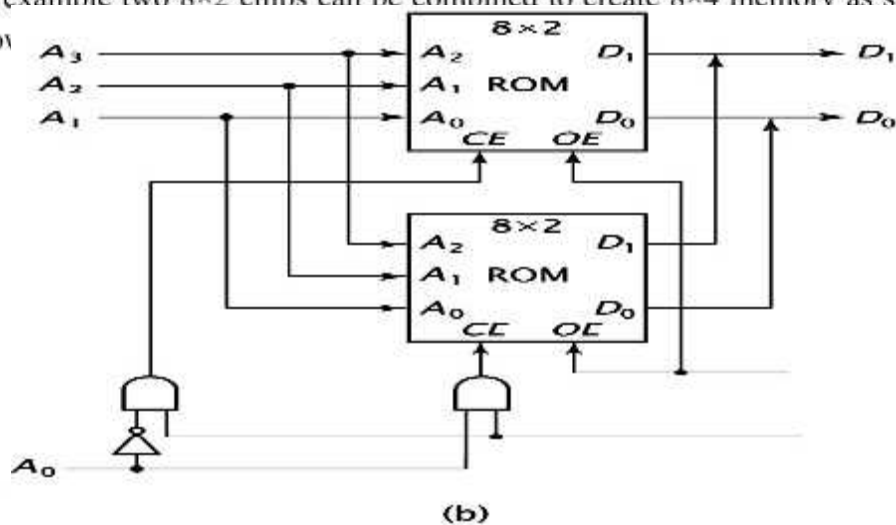 example two 8×2 chips can be combined to create 8×4 memory as
A₃
A₂
A₁
8×2
A₂ D₁
A₁ ROM
A₀ D₀
CE OE
D₁
D₀
8×2
A₂ D₁
A₁ ROM
A₀ D₀
CE OE
A₀
(b)